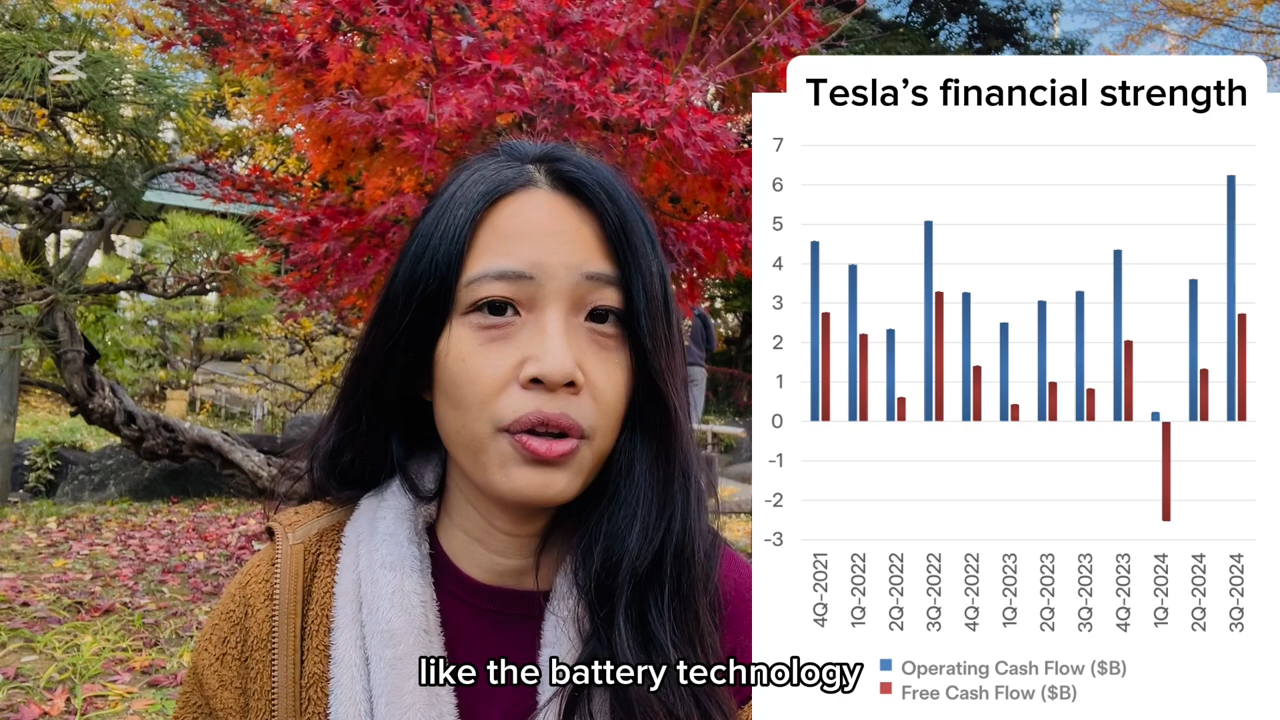 Tesla’s financial strength
7
6
5
4
3
2
1
0
-1
-2
-3
4Q-2021
1Q-2022
2Q-2022
3Q-2022
4Q-2022
1Q-2023
2Q-2023
3Q-2023
4Q-2023
1Q-2024
2Q-2024
3Q-2024
Operating Cash Flow ($B)
Free Cash Flow ($B)
like the battery technology